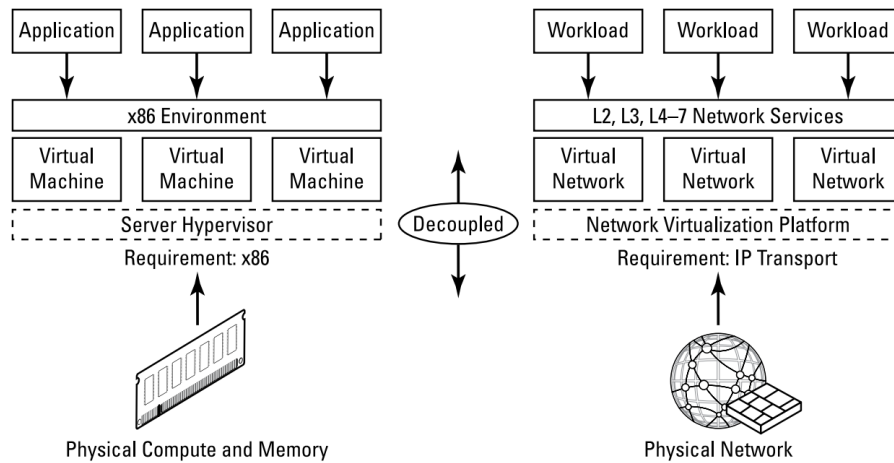 Application
Application
Application
x86 Environment
Virtual
Machine
Virtual
Machine
Virtual
Machine
Server Hypervisor
Requirement: x86
Physical Compute and Memory
Decoupled
Workload
Workload
Workload
L2, L3, L4–7 Network Services
Virtual
Network
Virtual
Network
Virtual
Network
Network Virtualization Platform
Requirement: IP Transport
Physical Network